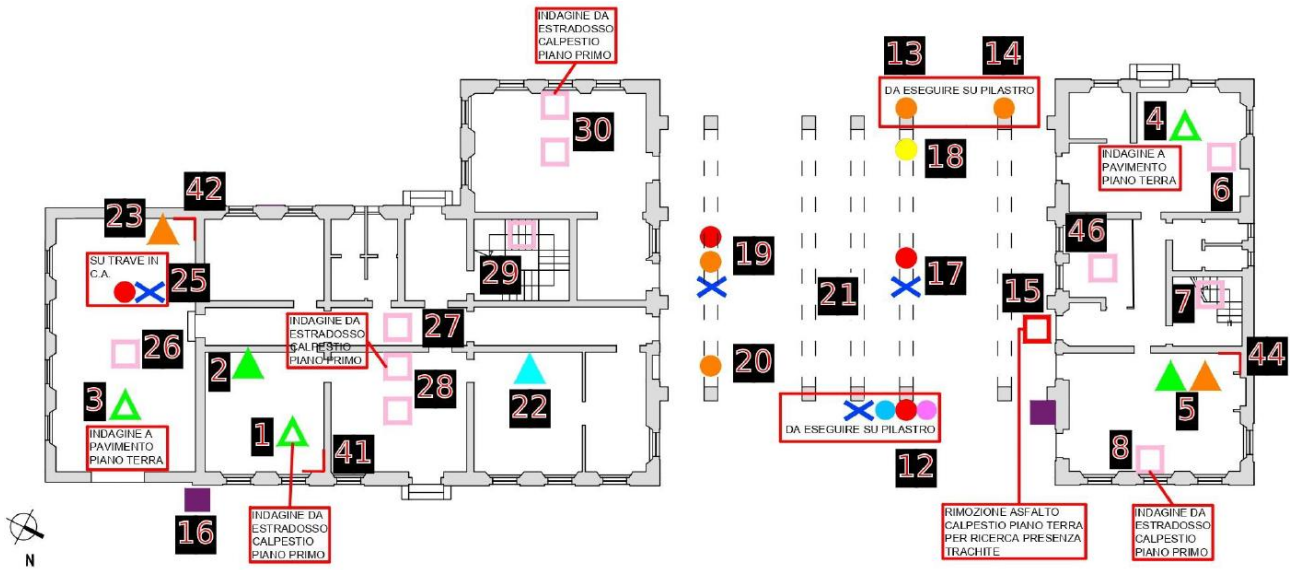 INDAGINE DA
ESTRADOSSO
CALPESTIO
PIANO PRIMO
13
14
DA ESEGUIRE SU PILASTRO
30
4
18
INDAGINE A
PAVIMENTO
PIANO TERRA
6
42
23
46
SU TRAVE IN
C.A.
25
29
19
17
21
7
15
27
INDAGINE DA
ESTRADOSSO
CALPESTIO
PIANO PRIMO
26
2
28
22
20
44
3
5
1
DA ESEGUIRE SU PILASTRO
INDAGINE A
PAVIMENTO
PIANO TERRA
41
8
12
16
INDAGINE DA
ESTRADOSSO
CALPESTIO
PIANO PRIMO
RIMOZIONE ASFALTO
CALPESTIO PIANO TERRA
PER RICERCA PRESENZA
TRACHITE
INDAGINE DA
ESTRADOSSO
CALPESTIO
PIANO PRIMO
N